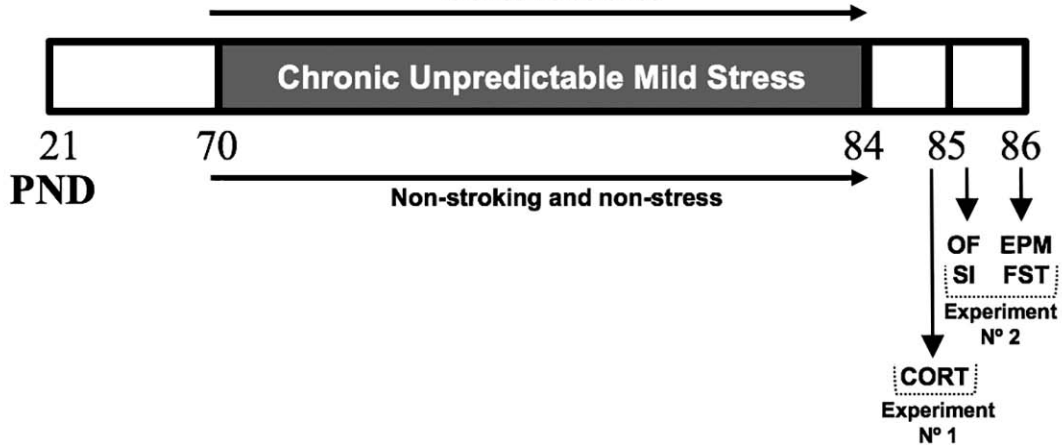 Chronic Unpredictable Mild Stress
21 70 84 85 86
PND
Non-stroking and non-stress
OF EPM
SI FST
Experiment
Nº 2
CORT
Experiment
Nº 1